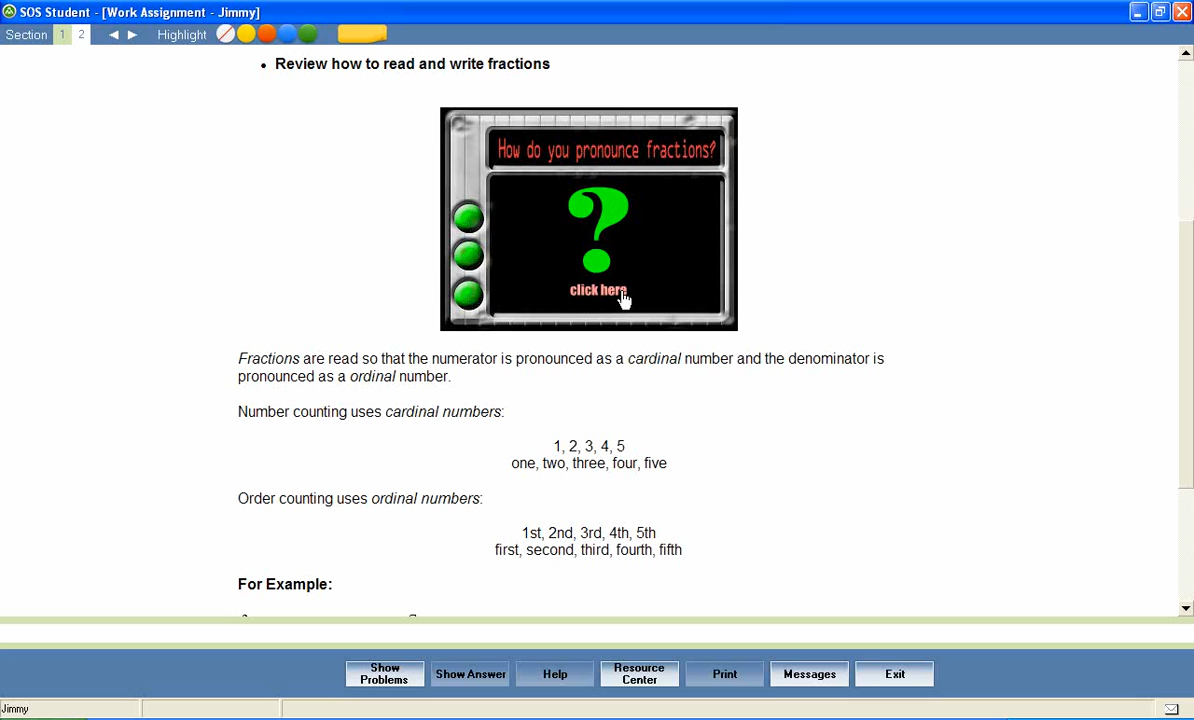 SOS Student - [Work Assignment - Jimmy]
Section 1 2 Highlight
• Review how to read and write fractions
How do you pronounce fractions?
?
click here
Fractions are read so that the numerator is pronounced as a cardinal number and the denominator is
pronounced as a ordinal number.
Number counting uses cardinal numbers:
1, 2, 3, 4, 5
one, two, three, four, five
Order counting uses ordinal numbers:
1st, 2nd, 3rd, 4th, 5th
first, second, third, fourth, fifth
For Example:
Show Problems
Show Answer
Help
Resource Center
Print
Messages
Exit
Jimmy